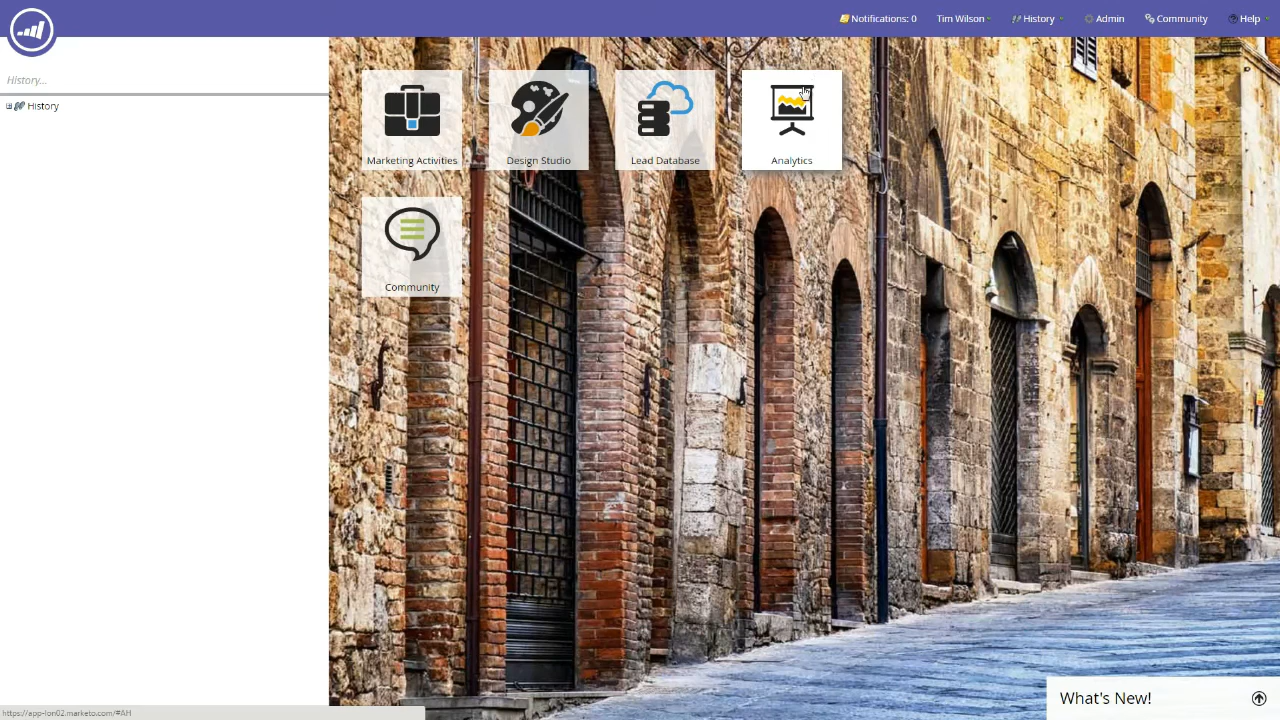 Notifications: 0
Tim Wilson
History
Admin
Community
Help
History...
History
Marketing Activities
Design Studio
Lead Database
Analytics
Community
What's New!
https://app-lon02.marketo.com/#AH